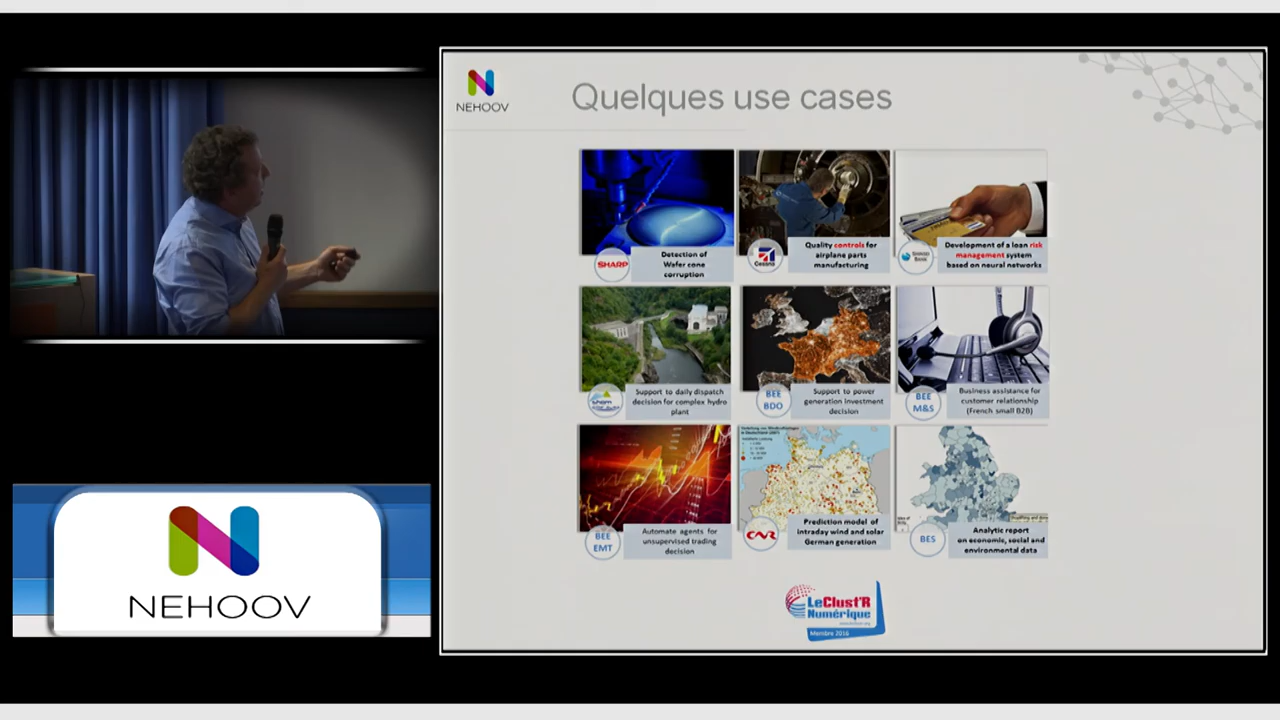 NEHOOV
Quelques use cases
SHARP
Detection of
Wafer cone
corruption
Cessna
Quality controls for
airplane parts
manufacturing
BANK
Development of a loan risk
management system
based on neural networks
Support to daily dispatch
decision for complex hydro
plant
BEE
BDO
Support to power
generation investment
decision
BEE
M&S
Business assistance for
customer relationship
(French small B2B)
BEE
EMT
Automate agents for
unsupervised trading
decision
CNR
Prediction model of
intraday wind and solar
German generation
BES
Analytic report
on economic, social and
environmental data
LeClust'R
Numérique
Membre 2016
NEHOOV